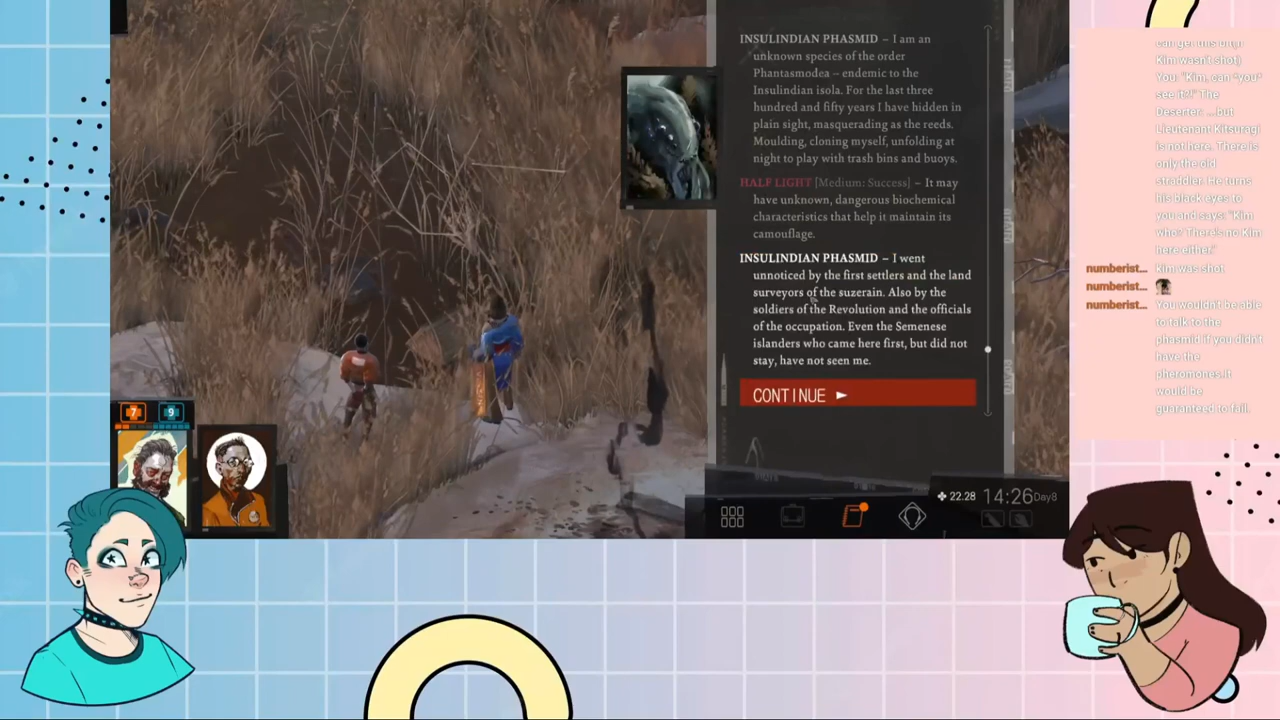 INSULINDIAN PHASMID – I am an
unknown species of the order
Phantasmodea – endemic to the
Insulindian isola. For the last three
hundred and fifty years I have hidden in
plain sight, masquerading as the reeds.
Moulding, cloning myself, unfolding at
night to play with trash bins and buoys.
HALF LIGHT [Medium: Success] – It may
have unknown, dangerous biochemical
characteristics that help it maintain its
camouflage.
INSULINDIAN PHASMID – I went
unnoticed by the first settlers and the land
surveyors of the suzerain. Also by the
soldiers of the Revolution and the officials
of the occupation. Even the Semenese
islanders who came here first, but did not
stay, have not seen me.
CONTINUE
7 9
22.28 14:26 Day8
Kim wasn't shot)
You: "Kim, can *you*
see it?!" The
Deserter: ...but
Lieutenant Kitsuragi
is not here. There is
only the old
straddler. He turns
his black eyes to
you and says: "Kim
who? There's no Kim
here either."
numberist... kim was shot
numberist...
numberist... You wouldn't be able
to talk to the
phasmid if you didn't
have the
pheromones.It
would be
guaranteed to fail.